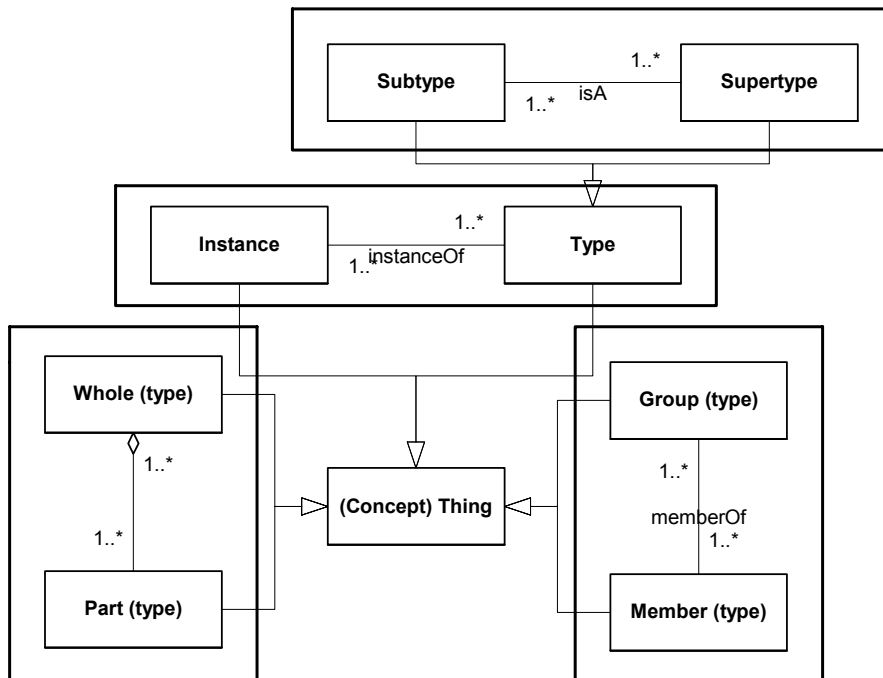 Subtype
1..*
Supertype
1..*
isA
Instance
1..*
Type
instanceOf
1..*
Whole (type)
Group (type)
1..*
1..*
(Concept) Thing
memberOf
1..*
1..*
Part (type)
Member (type)